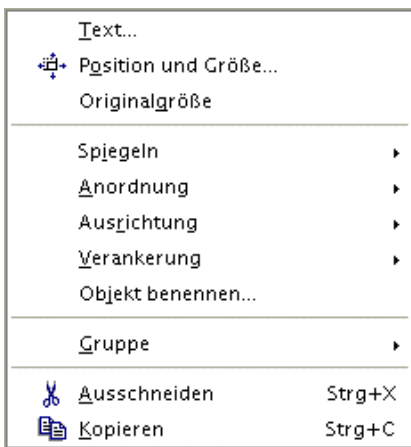 Text...
Position und Größe...
Originalgröße
Spiegeln
Anordnung
Ausrichtung
Verankerung
Objekt benennen...
Gruppe
Ausschneiden Strg+X
Kopieren Strg+C